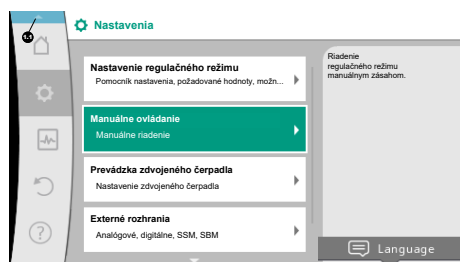 1.1
Nastavenia
Nastavenie regulačného režimu
Pomocník nastavenia, požadované hodnoty, možn...
Manuálne ovládanie
Manuálne riadenie
Prevádzka zdvojeného čerpadla
Nastavenie zdvojeného čerpadla
Externé rozhrania
Analógové, digitálne, SSM, SBM
Riadenie
regulačného režimu
manuálnym zásahom.
Language